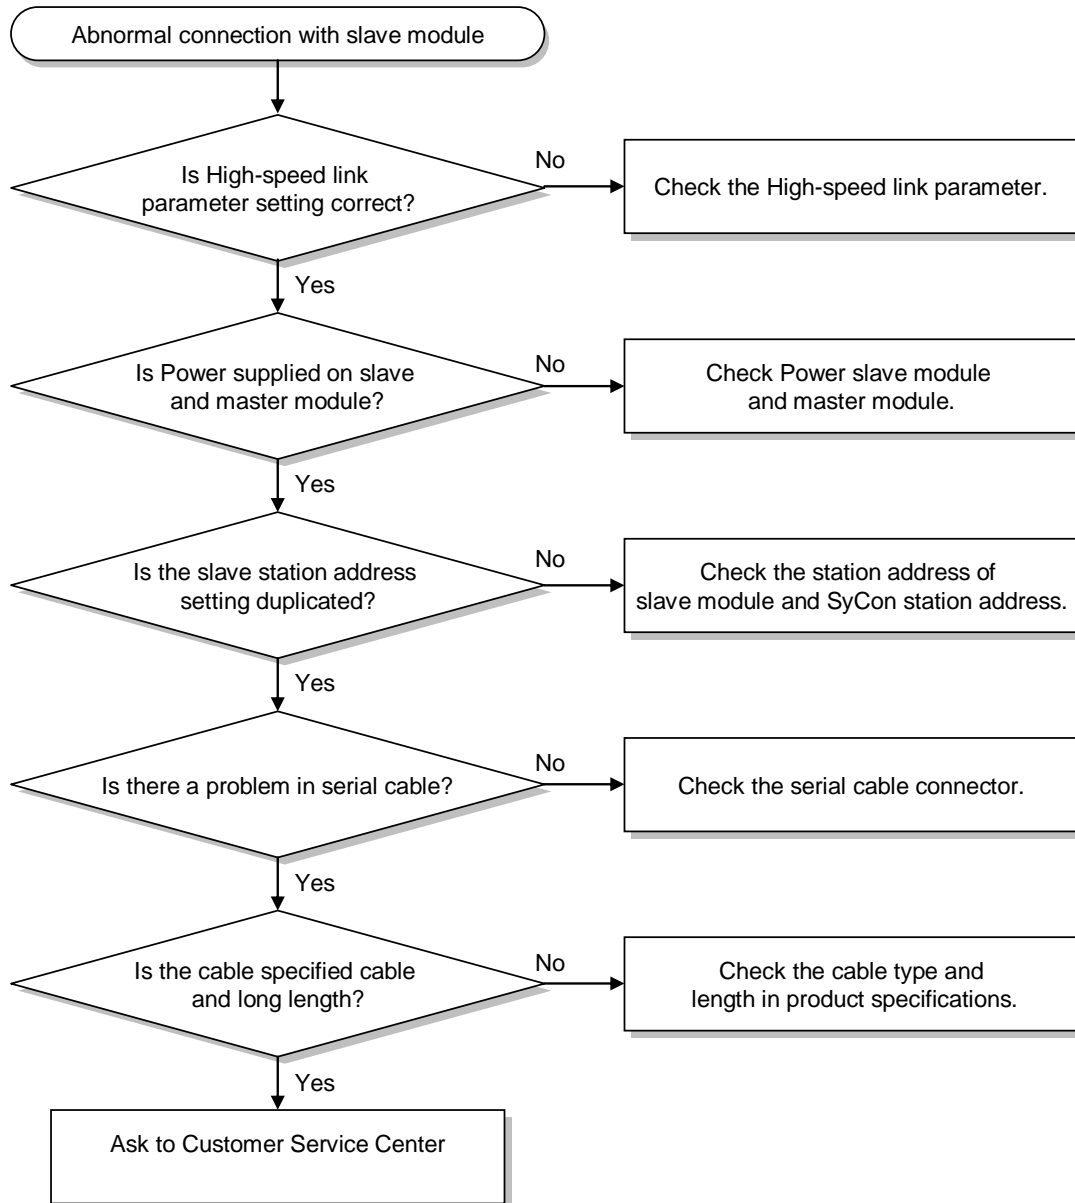 Abnormal connection with slave module
Is High-speed link
parameter setting correct?
No
Check the High-speed link parameter.
Yes
Is Power supplied on slave
and master module?
No
Check Power slave module
and master module.
Yes
Is the slave station address
setting duplicated?
No
Check the station address of
slave module and SyCon station address.
Yes
Is there a problem in serial cable?
No
Check the serial cable connector.
Yes
Is the cable specified cable
and long length?
No
Check the cable type and
length in product specifications.
Yes
Ask to Customer Service Center